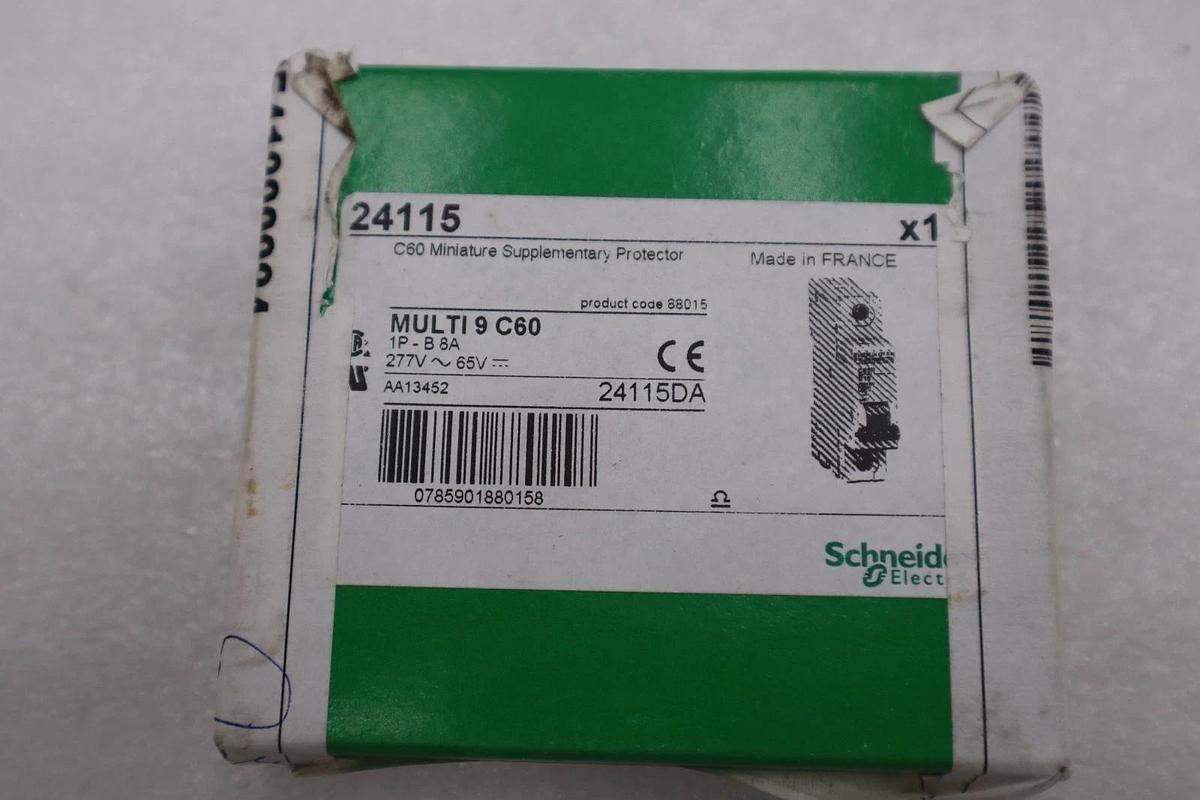 24115
x1
C60 Miniature Supplementary Protector
Made in FRANCE
product code 88015
MULTI 9 C60
1P - B 8A
277V ~ 65V ⎓
CE
AA13452
24115DA
0785901880158
Schneid
Elect